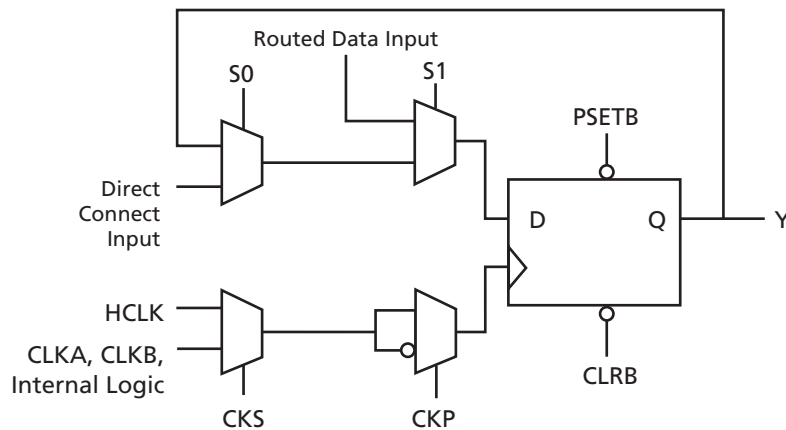 Routed Data Input
S0
S1
PSETB
Direct
Connect
Input
D
Q
Y
HCLK
CLKA, CLKB,
Internal Logic
CLRB
CKS
CKP